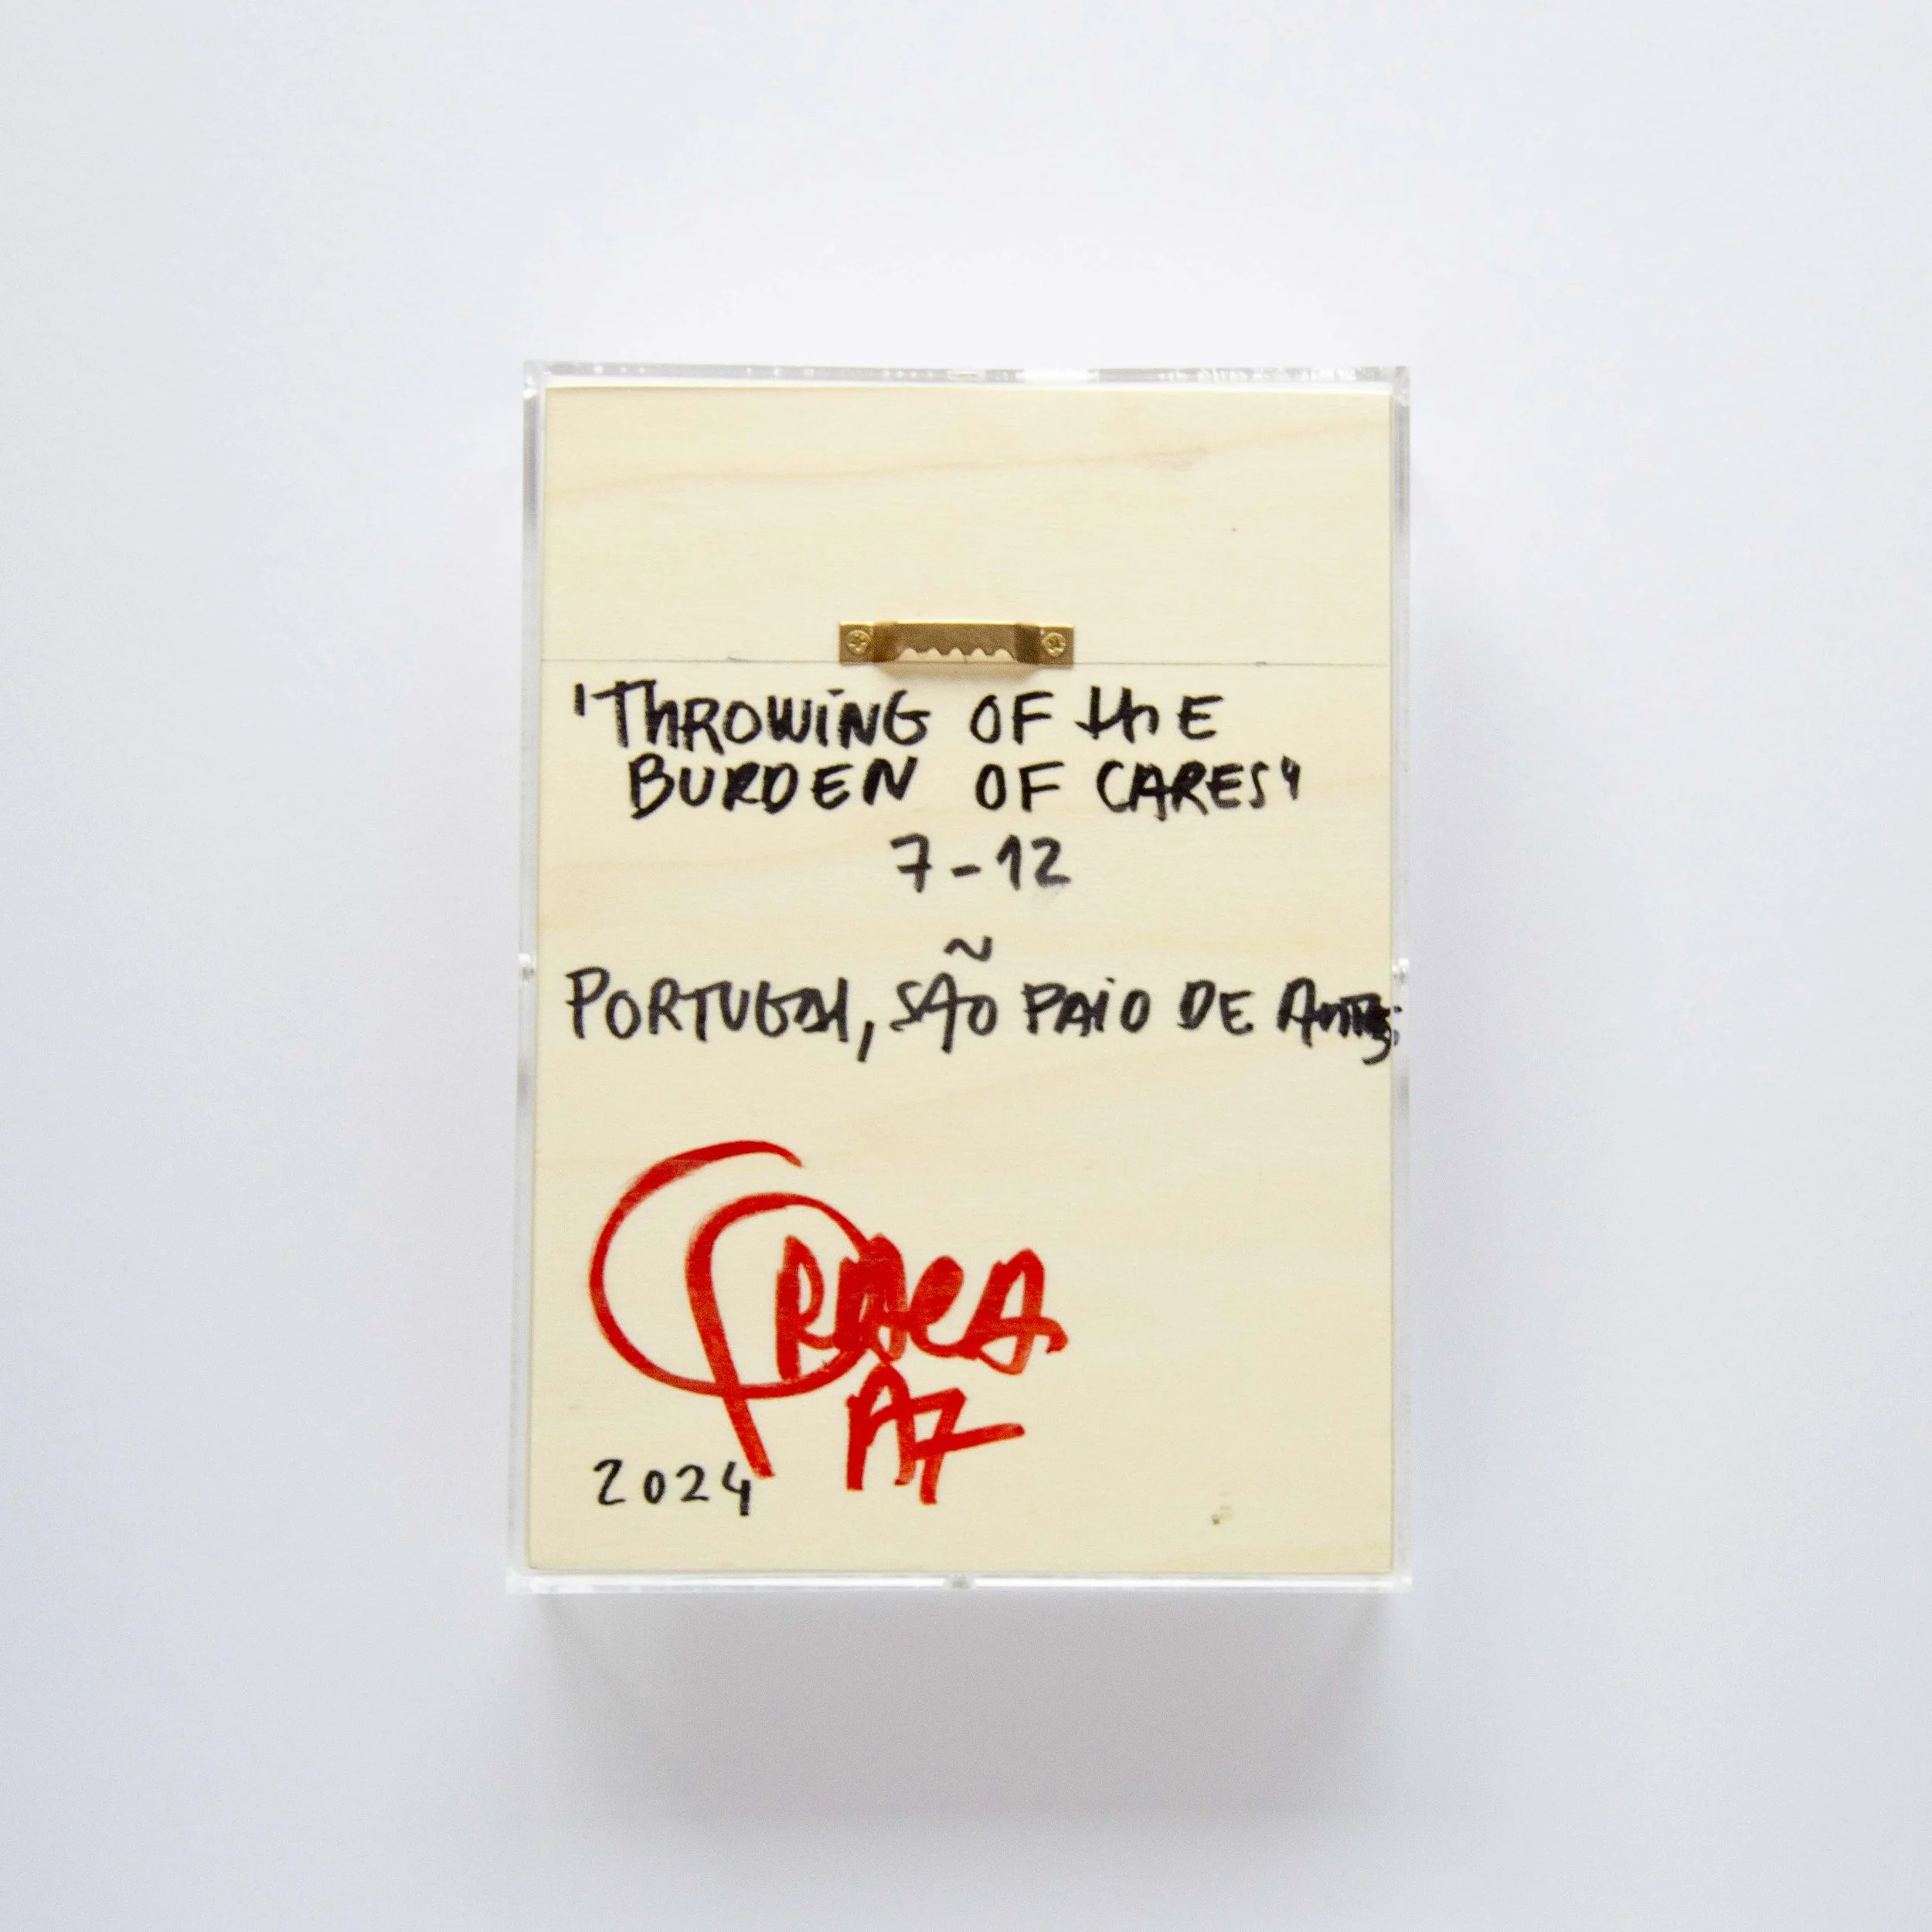 'THROWING OF thE
BURDEN OF CARES'
7-12
~
PORTUGAL, SÃO PAIO DE
2024